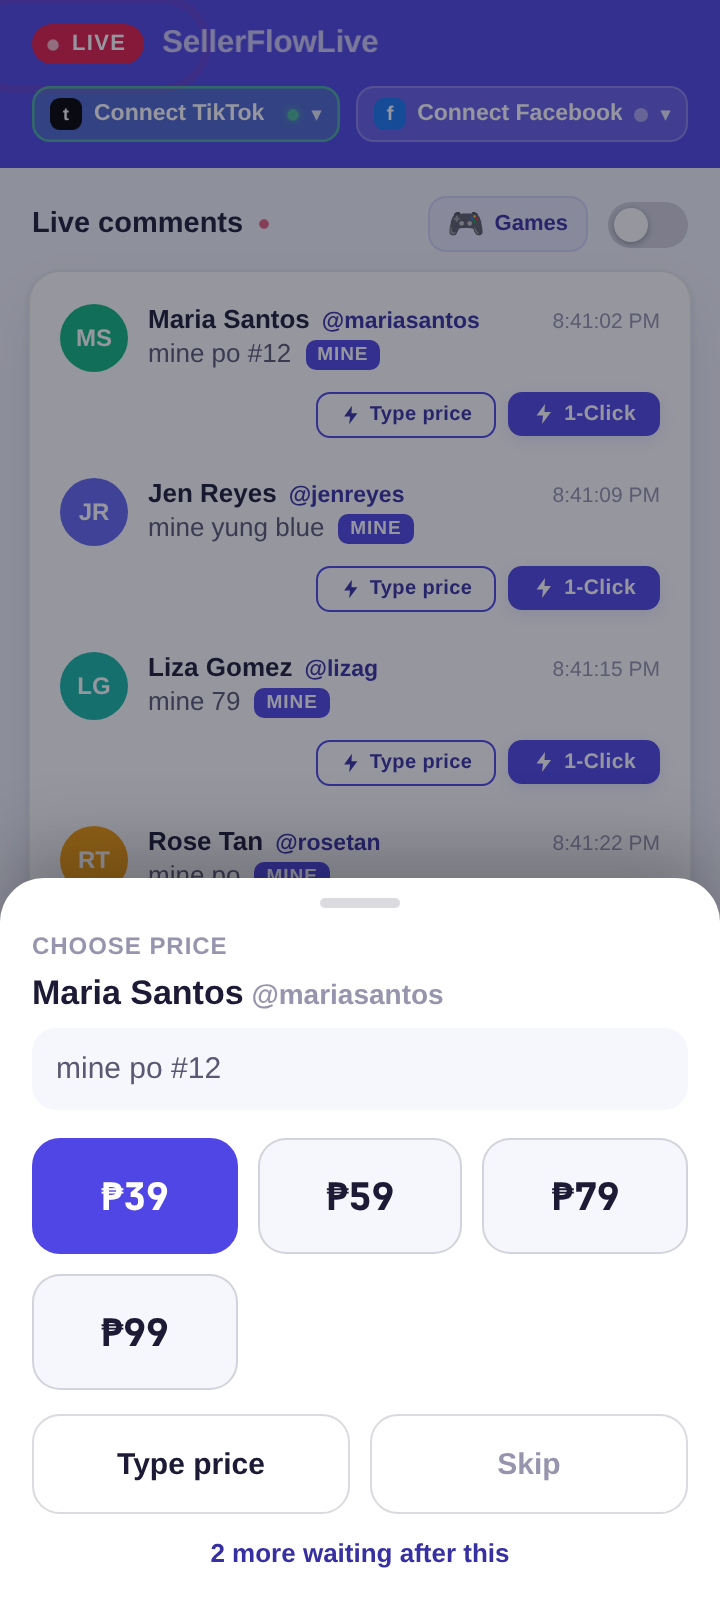 LIVE SellerFlowLive
t Connect TikTok ▼ f Connect Facebook ▼
Live comments Games
MS Maria Santos @mariasantos 8:41:02 PM
mine po #12 MINE
Type price 1-Click
JR Jen Reyes @jenreyes 8:41:09 PM
mine yung blue MINE
Type price 1-Click
LG Liza Gomez @lizag 8:41:15 PM
mine 79 MINE
Type price 1-Click
RT Rose Tan @rosetan 8:41:22 PM
mine po MINE
CHOOSE PRICE
Maria Santos @mariasantos
mine po #12
₱39 ₱59 ₱79
₱99
Type price Skip
2 more waiting after this